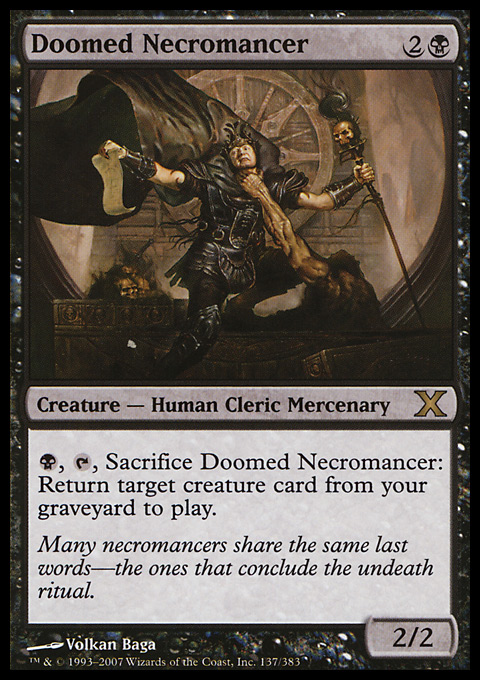 Doomed Necromancer 2
Creature — Human Cleric Mercenary X
, , Sacrifice Doomed Necromancer:
Return target creature card from your
graveyard to play.
Many necromancers share the same last
words—the ones that conclude the undeath
ritual.
Volkan Baga
2/2
™ & © 1993–2007 Wizards of the Coast, Inc. 137/383